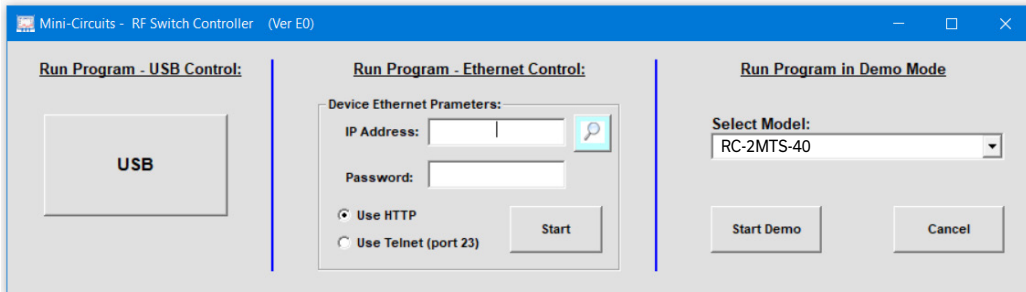 Mini-Circuits - RF Switch Controller (Ver E0)
Run Program - USB Control:
USB
Run Program - Ethernet Control:
Device Ethernet Prameters:
IP Address:
Password:
Use HTTP
Use Telnet (port 23)
Start
Run Program in Demo Mode
Select Model:
RC-2MTS-40
Start Demo
Cancel